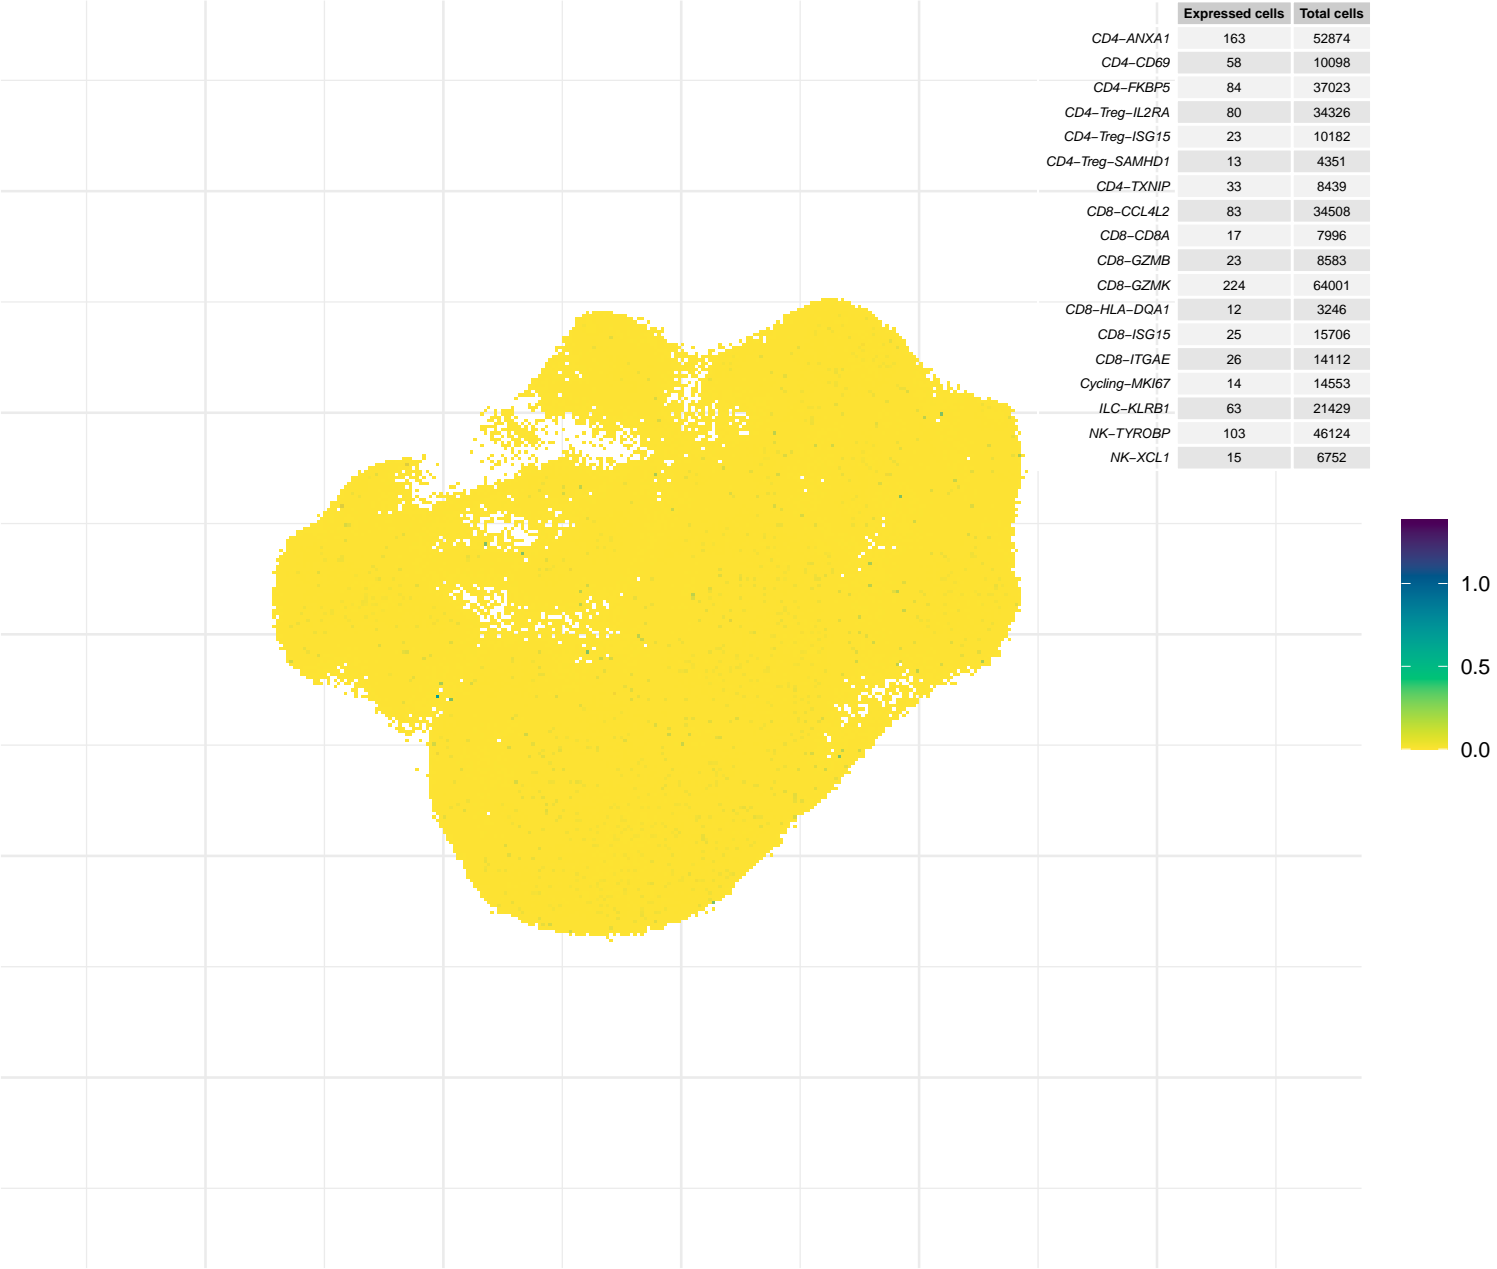 Expressed cells Total cells
CD4−ANXA1 163 52874
CD4−CD69 58 10098
CD4−FKBP5 84 37023
CD4−Treg−IL2RA 80 34326
CD4−Treg−ISG15 23 10182
CD4−Treg−SAMHD1 13 4351
CD4−TXNIP 33 8439
CD8−CCL4L2 83 34508
CD8−CD8A 17 7996
CD8−GZMB 23 8583
CD8−GZMK 224 64001
CD8−HLA−DQA1 12 3246
CD8−ISG15 25 15706
CD8−ITGAE 26 14112
Cycling−MKI67 14 14553
ILC−KLRB1 63 21429
NK−TYROBP 103 46124
NK−XCL1 15 6752
1.0
0.5
0.0